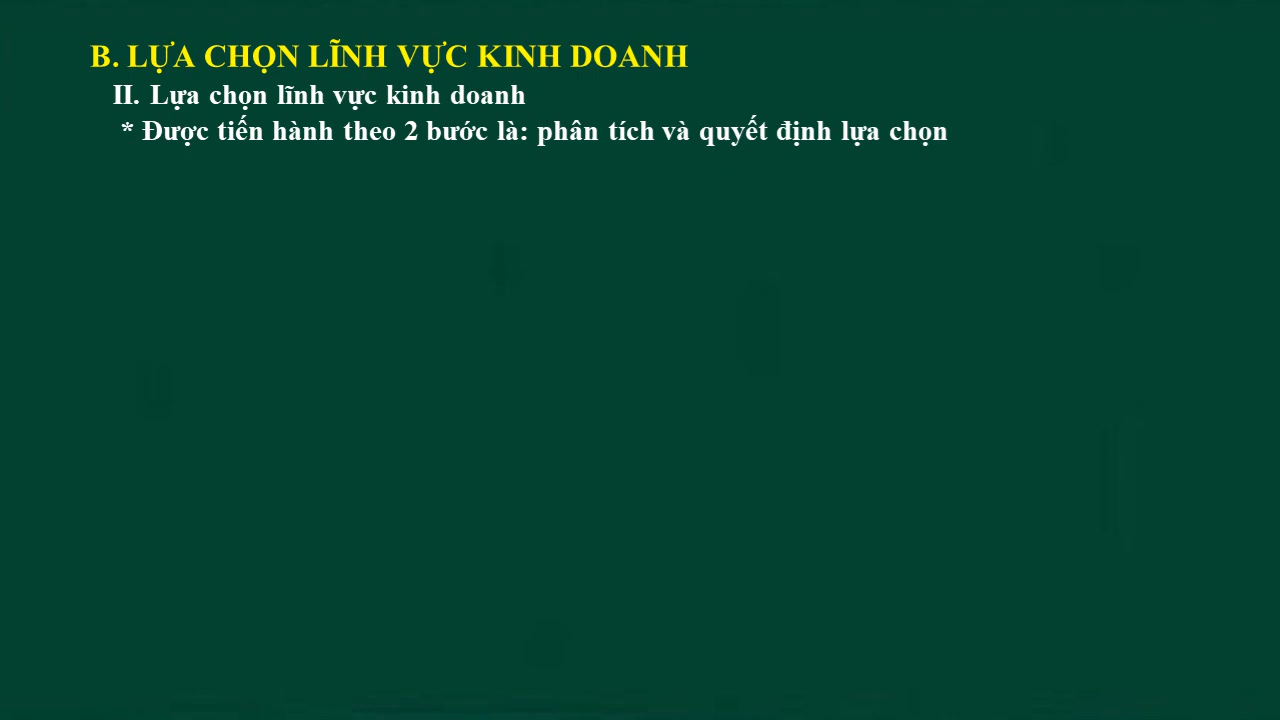 B. LỰA CHỌN LĨNH VỰC KINH DOANH
II. Lựa chọn lĩnh vực kinh doanh
* Được tiến hành theo 2 bước là: phân tích và quyết định lựa chọn